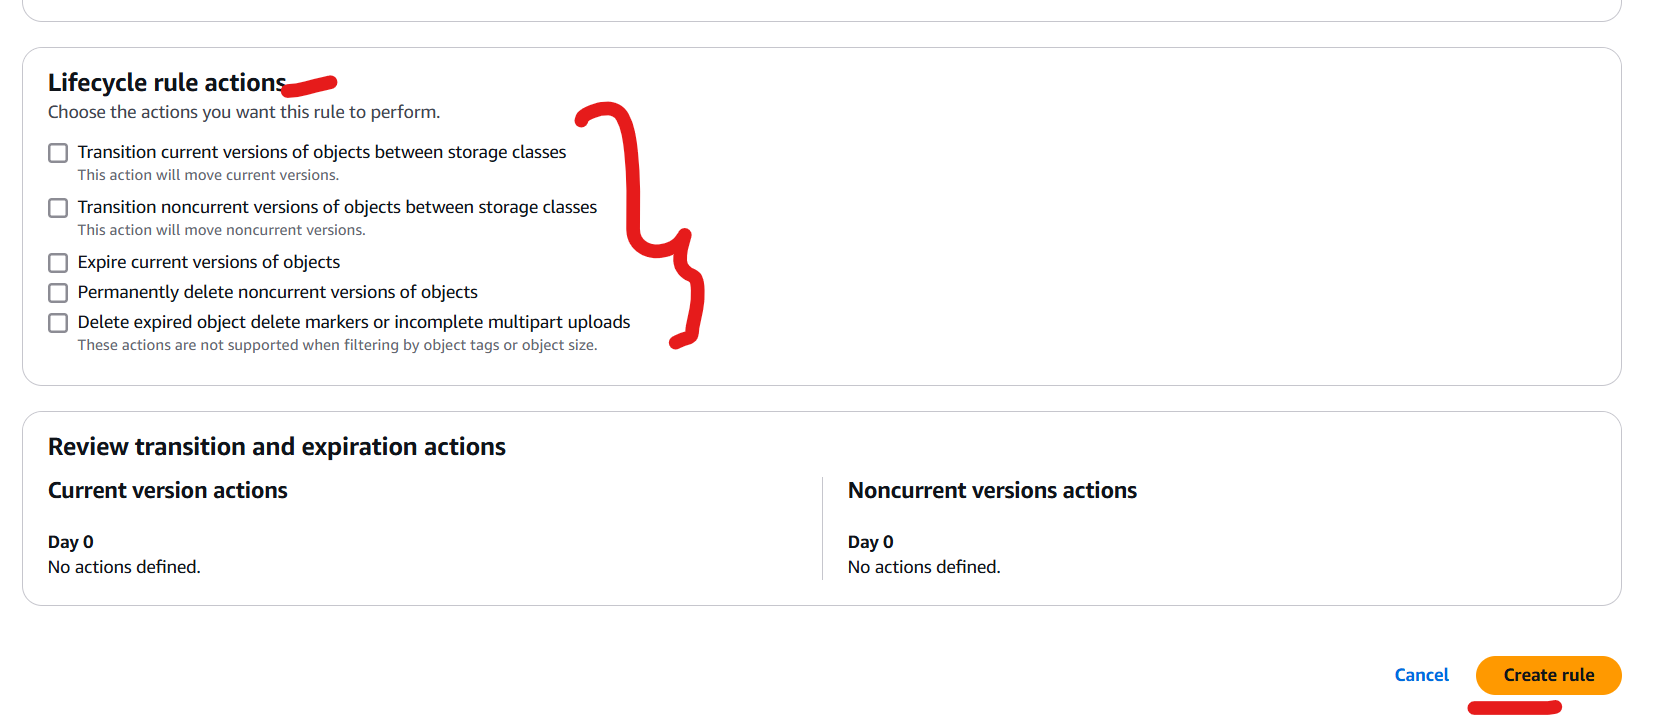 Lifecycle rule actions
Choose the actions you want this rule to perform.
Transition current versions of objects between storage classes
This action will move current versions.
Transition noncurrent versions of objects between storage classes
This action will move noncurrent versions.
Expire current versions of objects
Permanently delete noncurrent versions of objects
Delete expired object delete markers or incomplete multipart uploads
These actions are not supported when filtering by object tags or object size.
Review transition and expiration actions
Current version actions
Day 0
No actions defined.
Noncurrent versions actions
Day 0
No actions defined.
Cancel
Create rule